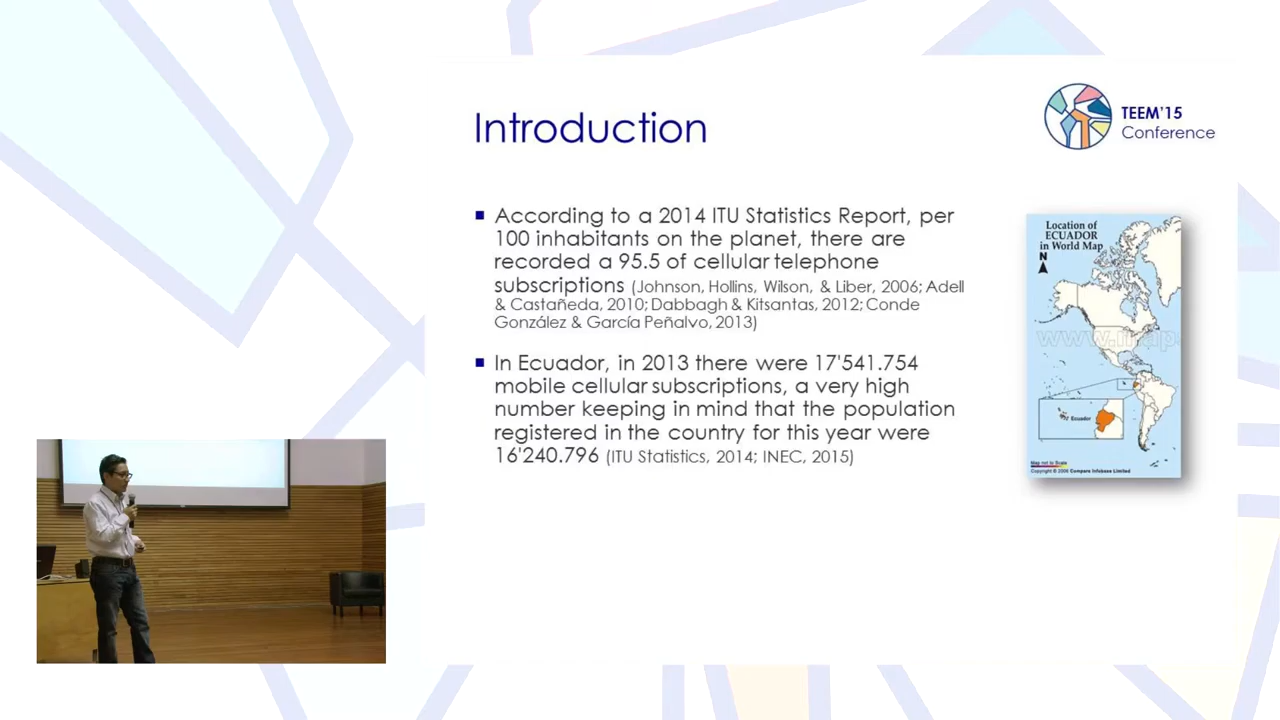 Introduction
TEEM'15
Conference
▪ According to a 2014 ITU Statistics Report, per
100 inhabitants on the planet, there are
recorded a 95.5 of cellular telephone
subscriptions (Johnson, Hollins, Wilson, & Liber, 2006; Adell
& Castañeda, 2010; Dabbagh & Kitsantas, 2012; Conde
González & García Peñalvo, 2013)
▪ In Ecuador, in 2013 there were 17'541.754
mobile cellular subscriptions, a very high
number keeping in mind that the population
registered in the country for this year were
16'240.796 (ITU Statistics, 2014; INEC, 2015)
Location of
ECUADOR
in World Map
N
www.maps
Ecuador
Map not to Scale
Copyright © 2006 Compare Infobase Limited